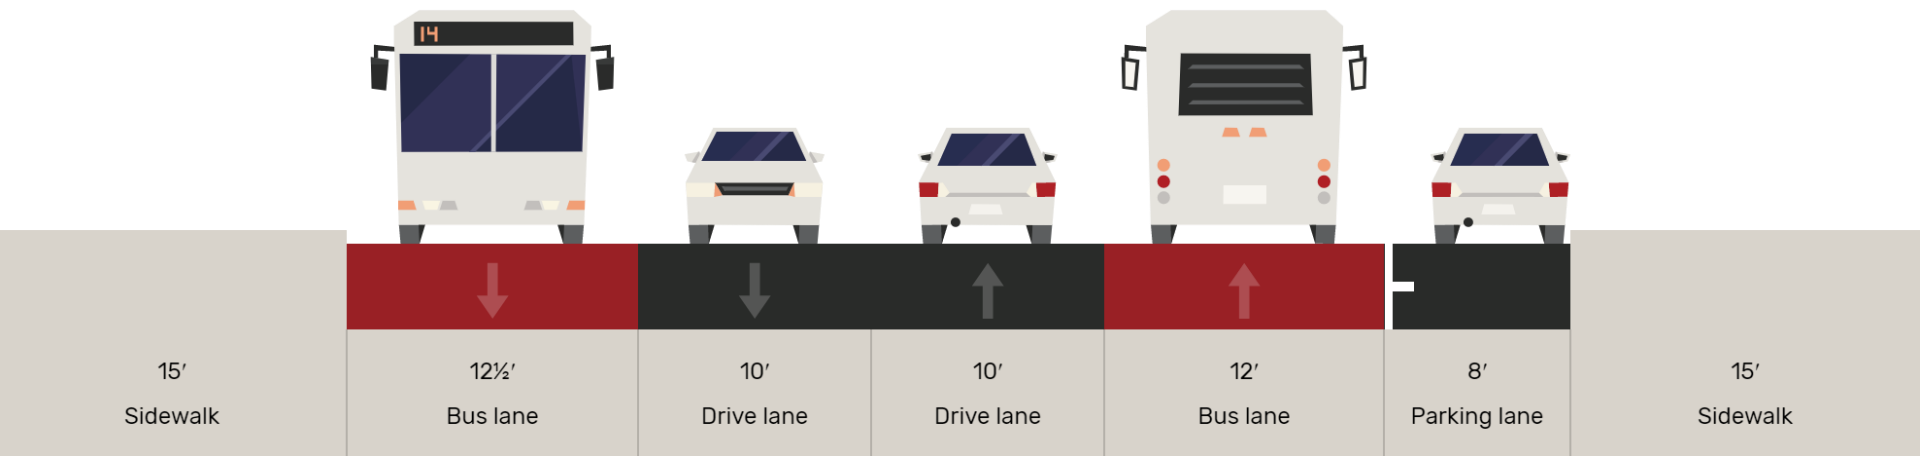 14
15′
12½′
10′
10′
12′
8′
15′
Sidewalk
Bus lane
Drive lane
Drive lane
Bus lane
Parking lane
Sidewalk